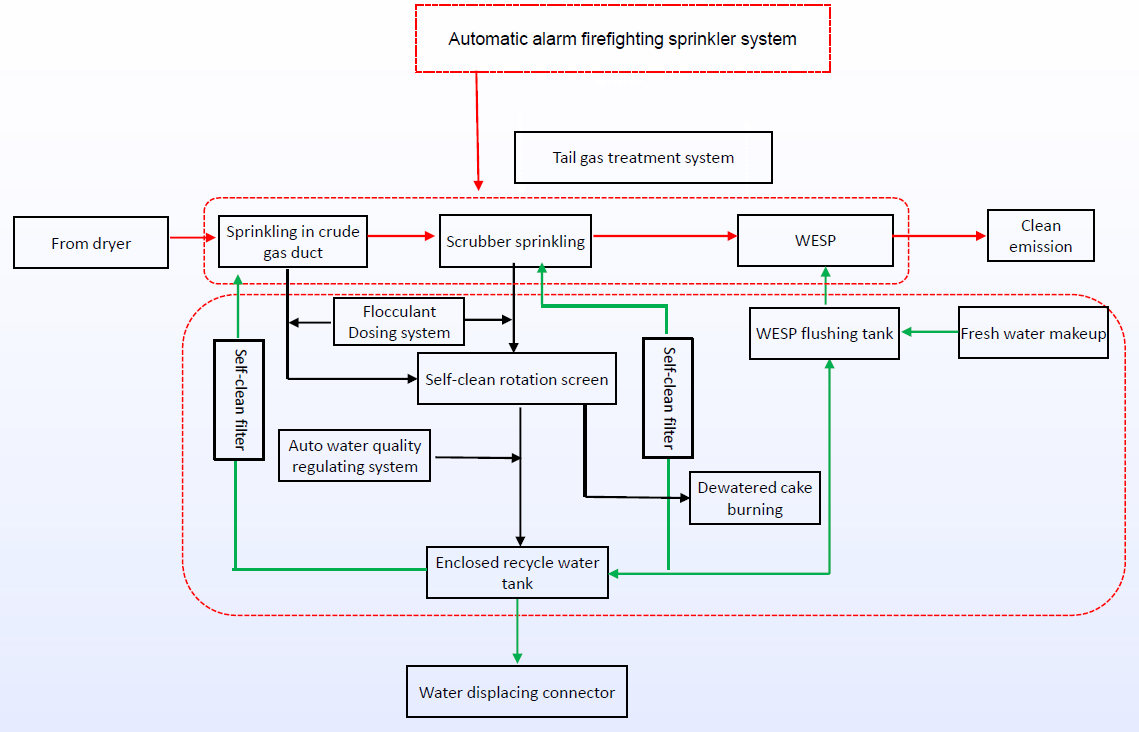 Automatic alarm firefighting sprinkler system
Tail gas treatment system
From dryer
Sprinkling in crude
gas duct
Scrubber sprinkling
WESP
Clean
emission
Flocculant
Dosing system
WESP flushing tank
Fresh water makeup
Self-clean filter
Self-clean rotation screen
Self-clean filter
Auto water quality
regulating system
Dewatered cake
burning
Enclosed recycle water
tank
Water displacing connector